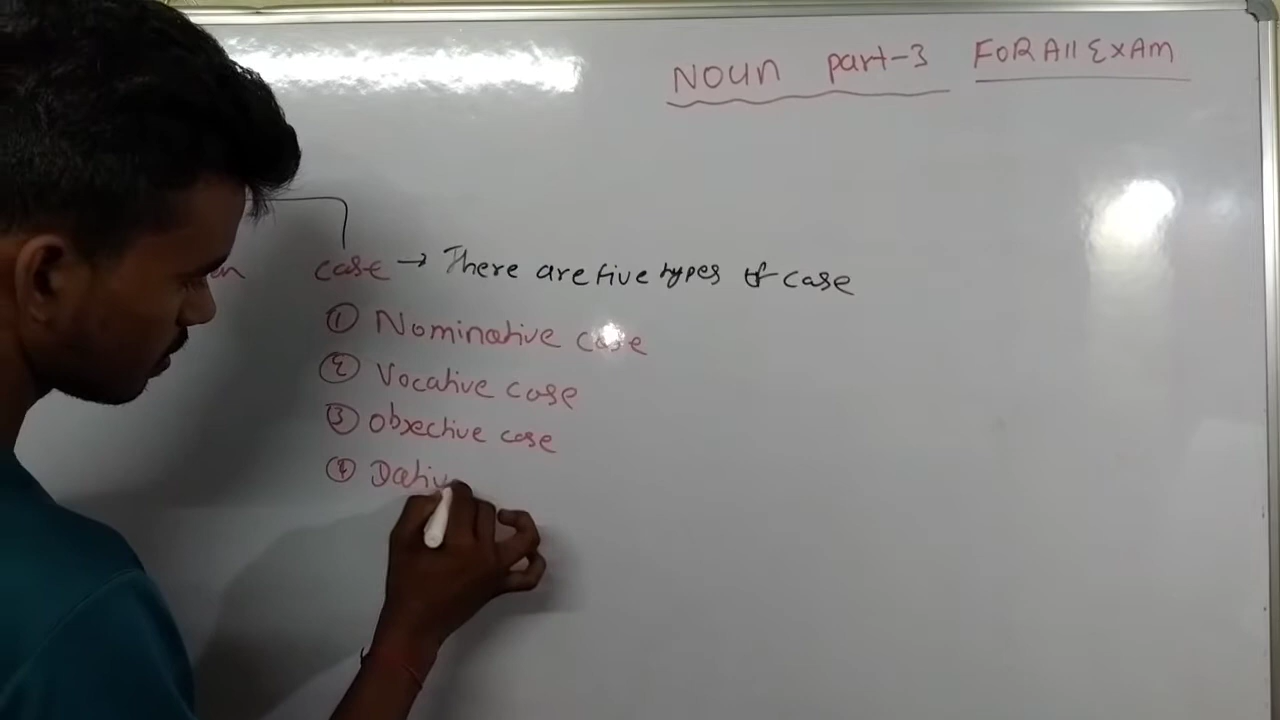 NOUN part-3 FOR All EXAM
case → There are five types of case
① Nominative case
② Vocative case
③ Objective case
④ Dativ